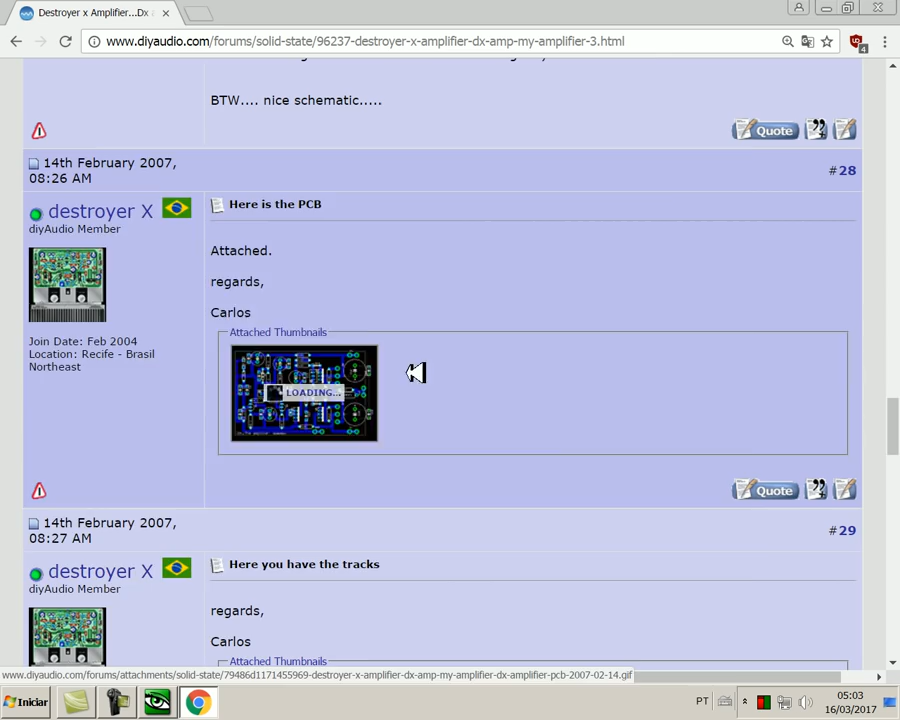 Destroyer x Amplifier...Dx
www.diyaudio.com/forums/solid-state/96237-destroyer-x-amplifier-dx-amp-my-amplifier-3.html
4
BTW.... nice schematic.....
Quote
14th February 2007,
08:26 AM
#28
destroyer X
diyAudio Member
Join Date: Feb 2004
Location: Recife - Brasil
Northeast
Here is the PCB
Attached.
regards,
Carlos
Attached Thumbnails
LOADING...
Quote
14th February 2007,
08:27 AM
#29
destroyer X
diyAudio Member
Here you have the tracks
regards,
Carlos
Attached Thumbnails
www.diyaudio.com/forums/attachments/solid-state/79486d1171455969-destroyer-x-amplifier-dx-amp-my-amplifier-dx-amplifier-pcb-2007-02-14.gif
Iniciar
PT
05:03
16/03/2017